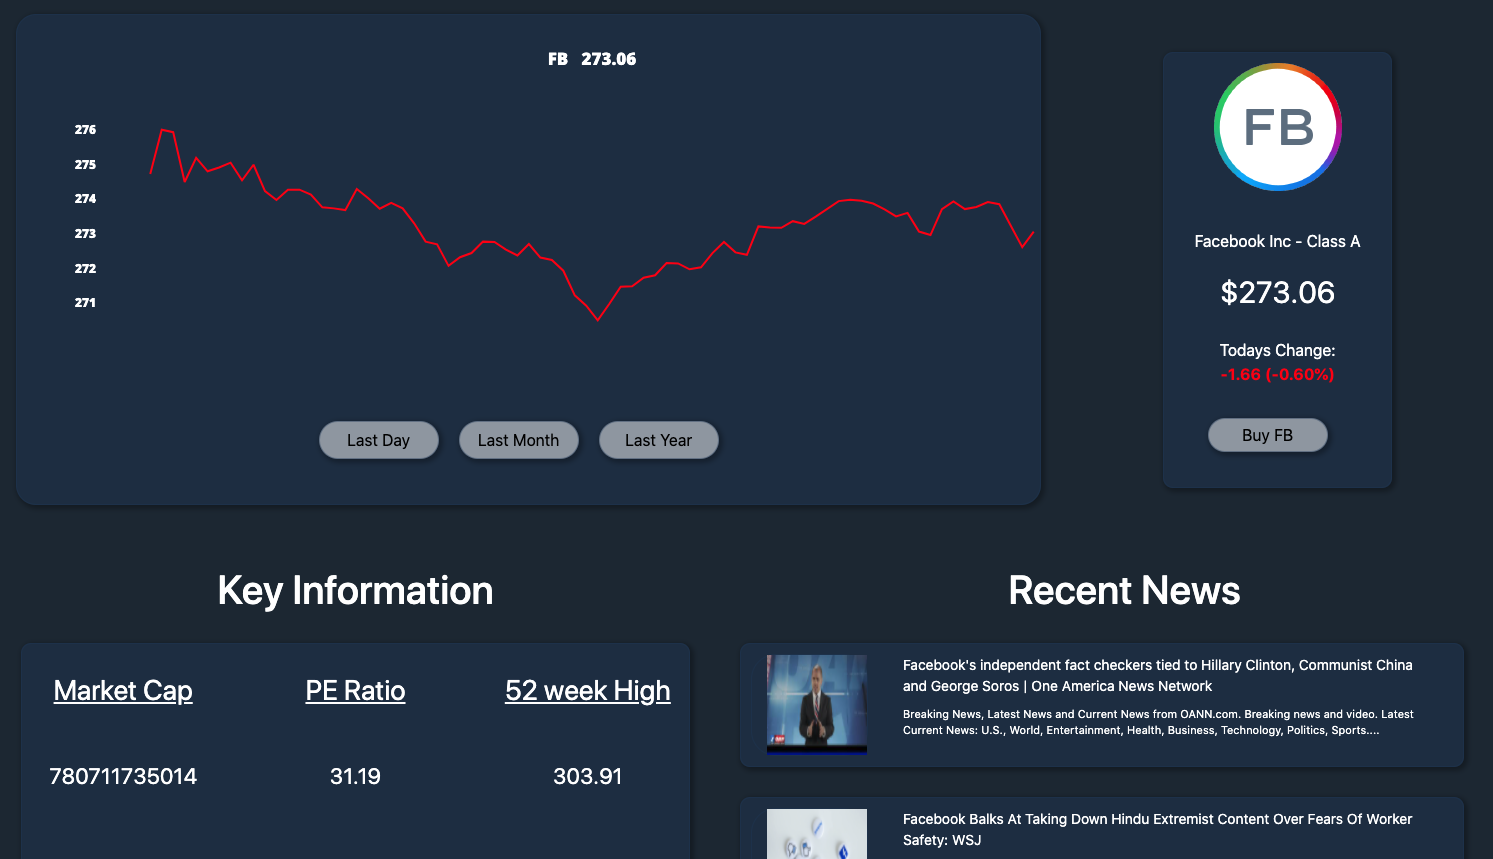 FB 273.06
276
275
274
273
272
271
Last Day
Last Month
Last Year
FB
Facebook Inc - Class A
$273.06
Todays Change:
-1.66 (-0.60%)
Buy FB
Key Information
Market Cap
PE Ratio
52 week High
780711735014
31.19
303.91
Recent News
Facebook's independent fact checkers tied to Hillary Clinton, Communist China
and George Soros | One America News Network
Breaking News, Latest News and Current News from OANN.com. Breaking news and video. Latest
Current News: U.S., World, Entertainment, Health, Business, Technology, Politics, Sports....
Facebook Balks At Taking Down Hindu Extremist Content Over Fears Of Worker
Safety: WSJ